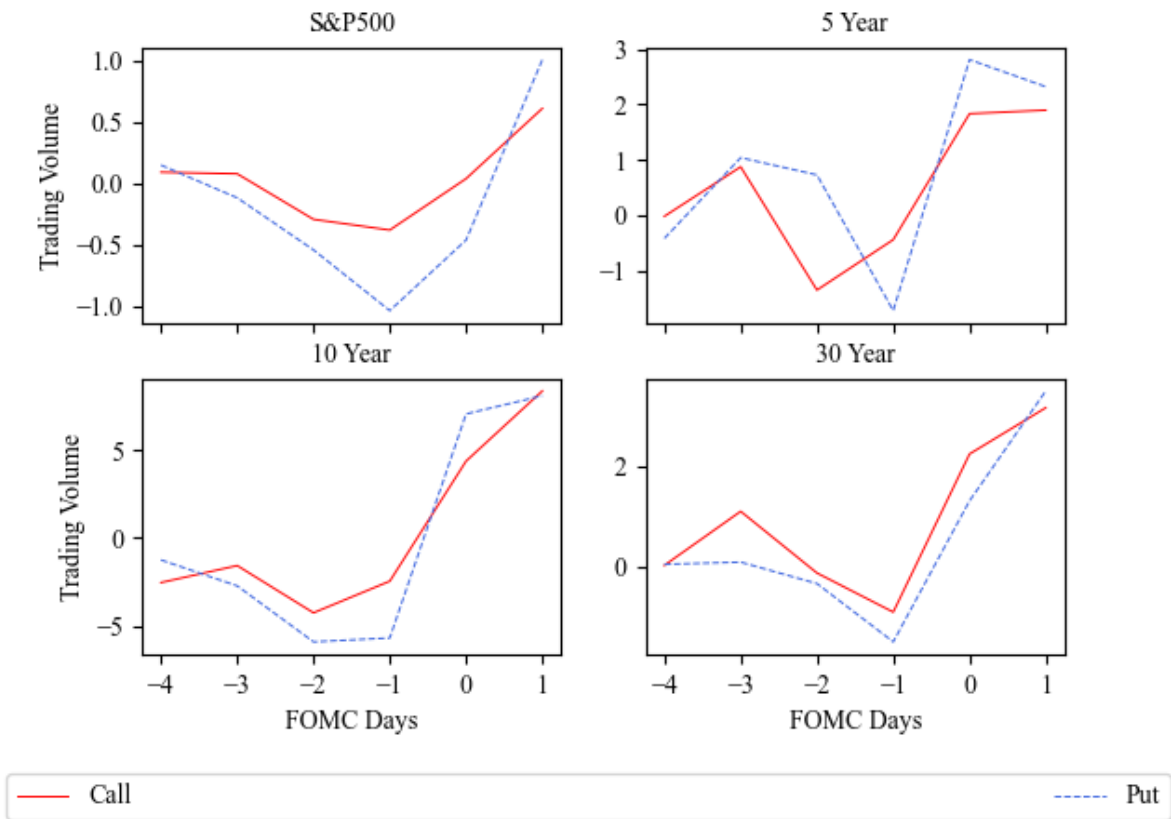 S&P500
5 Year
1.0
0.5
0.0
−0.5
−1.0
Trading Volume
3
2
1
0
−1
10 Year
30 Year
5
0
−5
Trading Volume
2
0
−4 −3 −2 −1 0 1
−4 −3 −2 −1 0 1
FOMC Days
FOMC Days
Call
Put